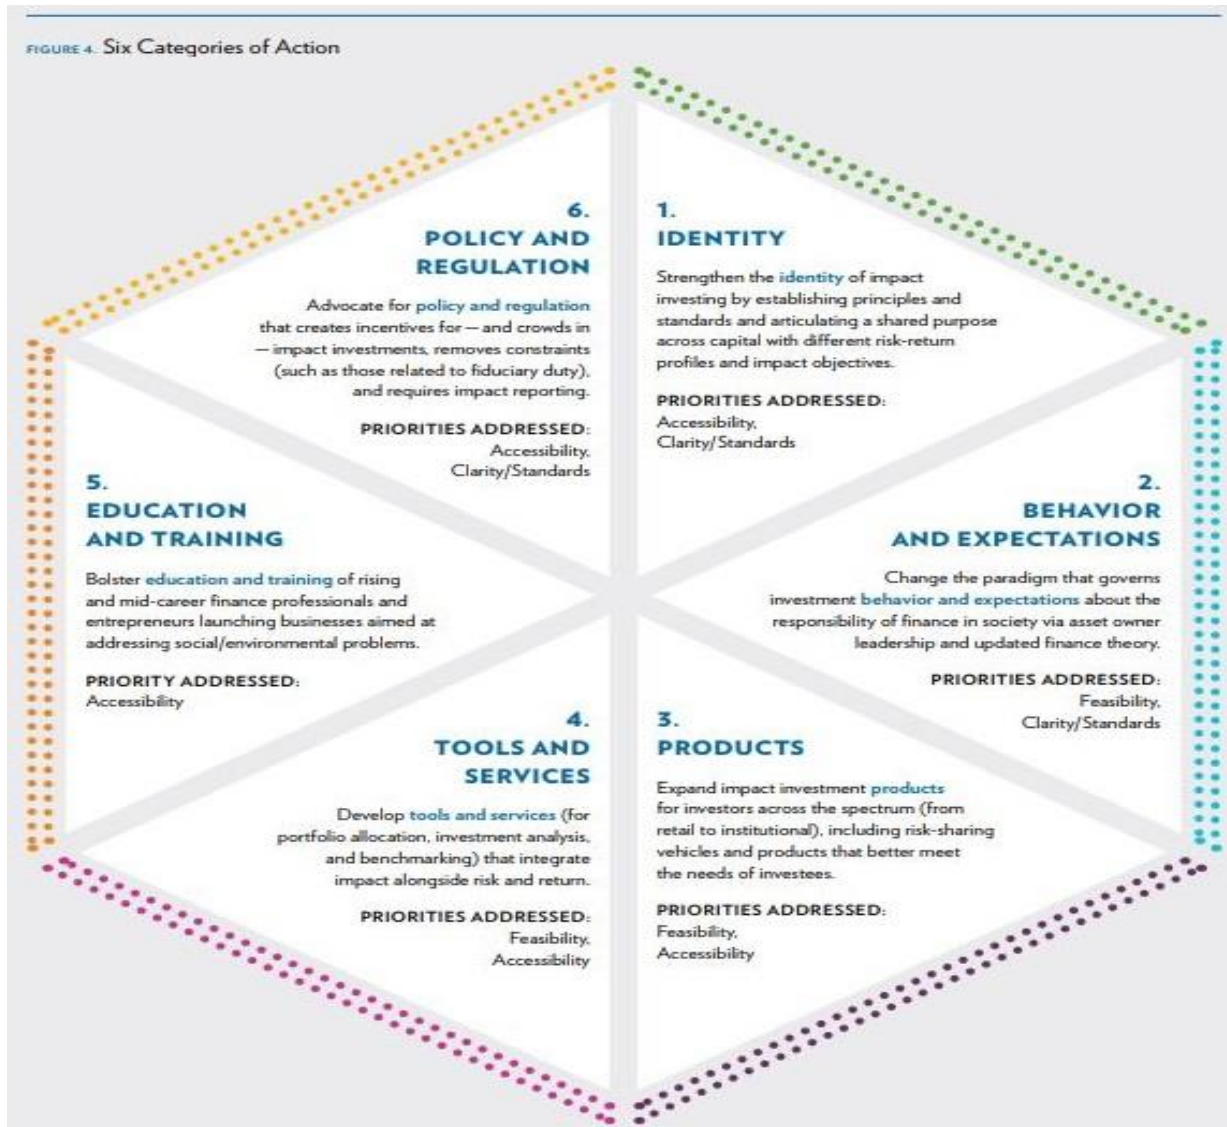 FIGURE 4. Six Categories of Action
6.
POLICY AND
REGULATION
Advocate for policy and regulation
that creates incentives for — and crowds in
— impact investments, removes constraints
(such as those related to fiduciary duty),
and requires impact reporting.
PRIORITIES ADDRESSED:
Accessibility,
Clarity/Standards
1.
IDENTITY
Strengthen the identity of impact
investing by establishing principles and
standards and articulating a shared purpose
across capital with different risk-return
profiles and impact objectives.
PRIORITIES ADDRESSED:
Accessibility,
Clarity/Standards
5.
EDUCATION
AND TRAINING
Bolster education and training of rising
and mid-career finance professionals and
entrepreneurs launching businesses aimed at
addressing social/environmental problems.
PRIORITY ADDRESSED:
Accessibility
2.
BEHAVIOR
AND EXPECTATIONS
Change the paradigm that governs
investment behavior and expectations about the
responsibility of finance in society via asset owner
leadership and updated finance theory.
PRIORITIES ADDRESSED:
Feasibility,
Clarity/Standards
4.
TOOLS AND
SERVICES
Develop tools and services (for
portfolio allocation, investment analysis,
and benchmarking) that integrate
impact alongside risk and return.
PRIORITIES ADDRESSED:
Feasibility,
Accessibility
3.
PRODUCTS
Expand impact investment products
for investors across the spectrum (from
retail to institutional), including risk-sharing
vehicles and products that better meet
the needs of investees.
PRIORITIES ADDRESSED:
Feasibility,
Accessibility